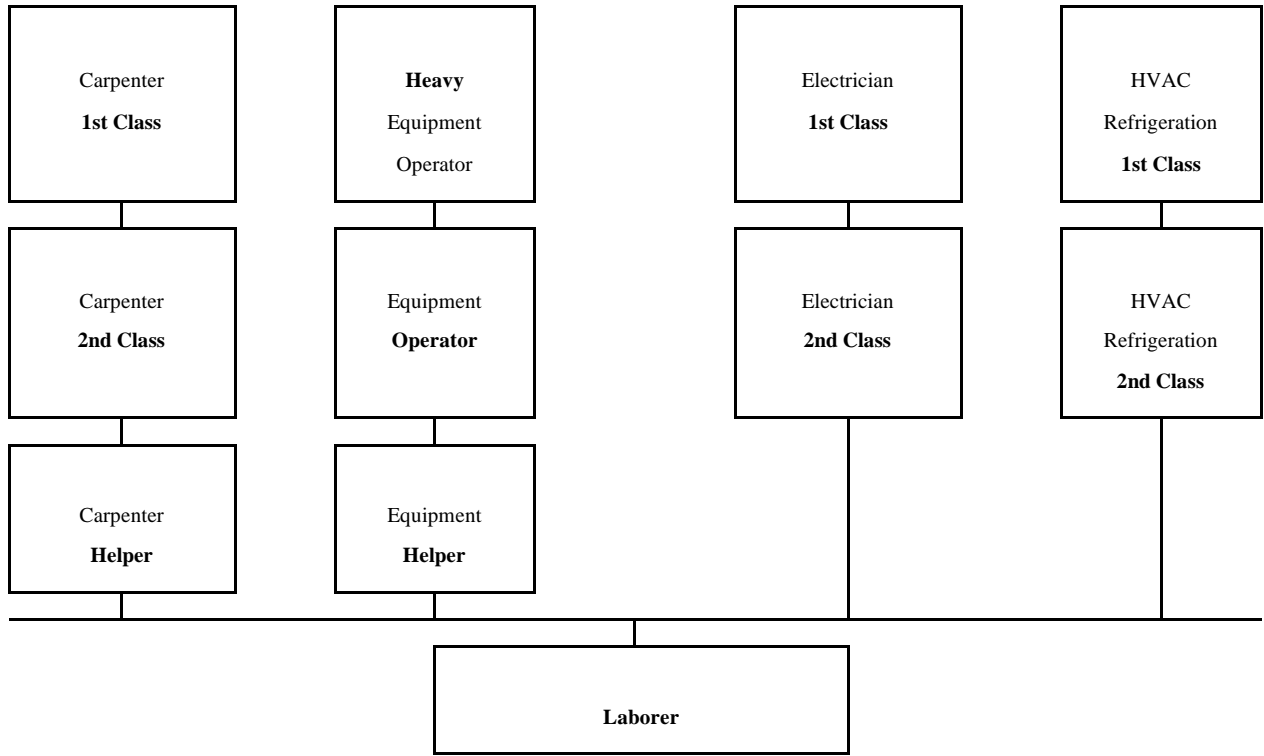 Carpenter
1st Class
Heavy
Equipment
Operator
Electrician
1st Class
HVAC
Refrigeration
1st Class
Carpenter
2nd Class
Equipment
Operator
Electrician
2nd Class
HVAC
Refrigeration
2nd Class
Carpenter
Helper
Equipment
Helper
Laborer